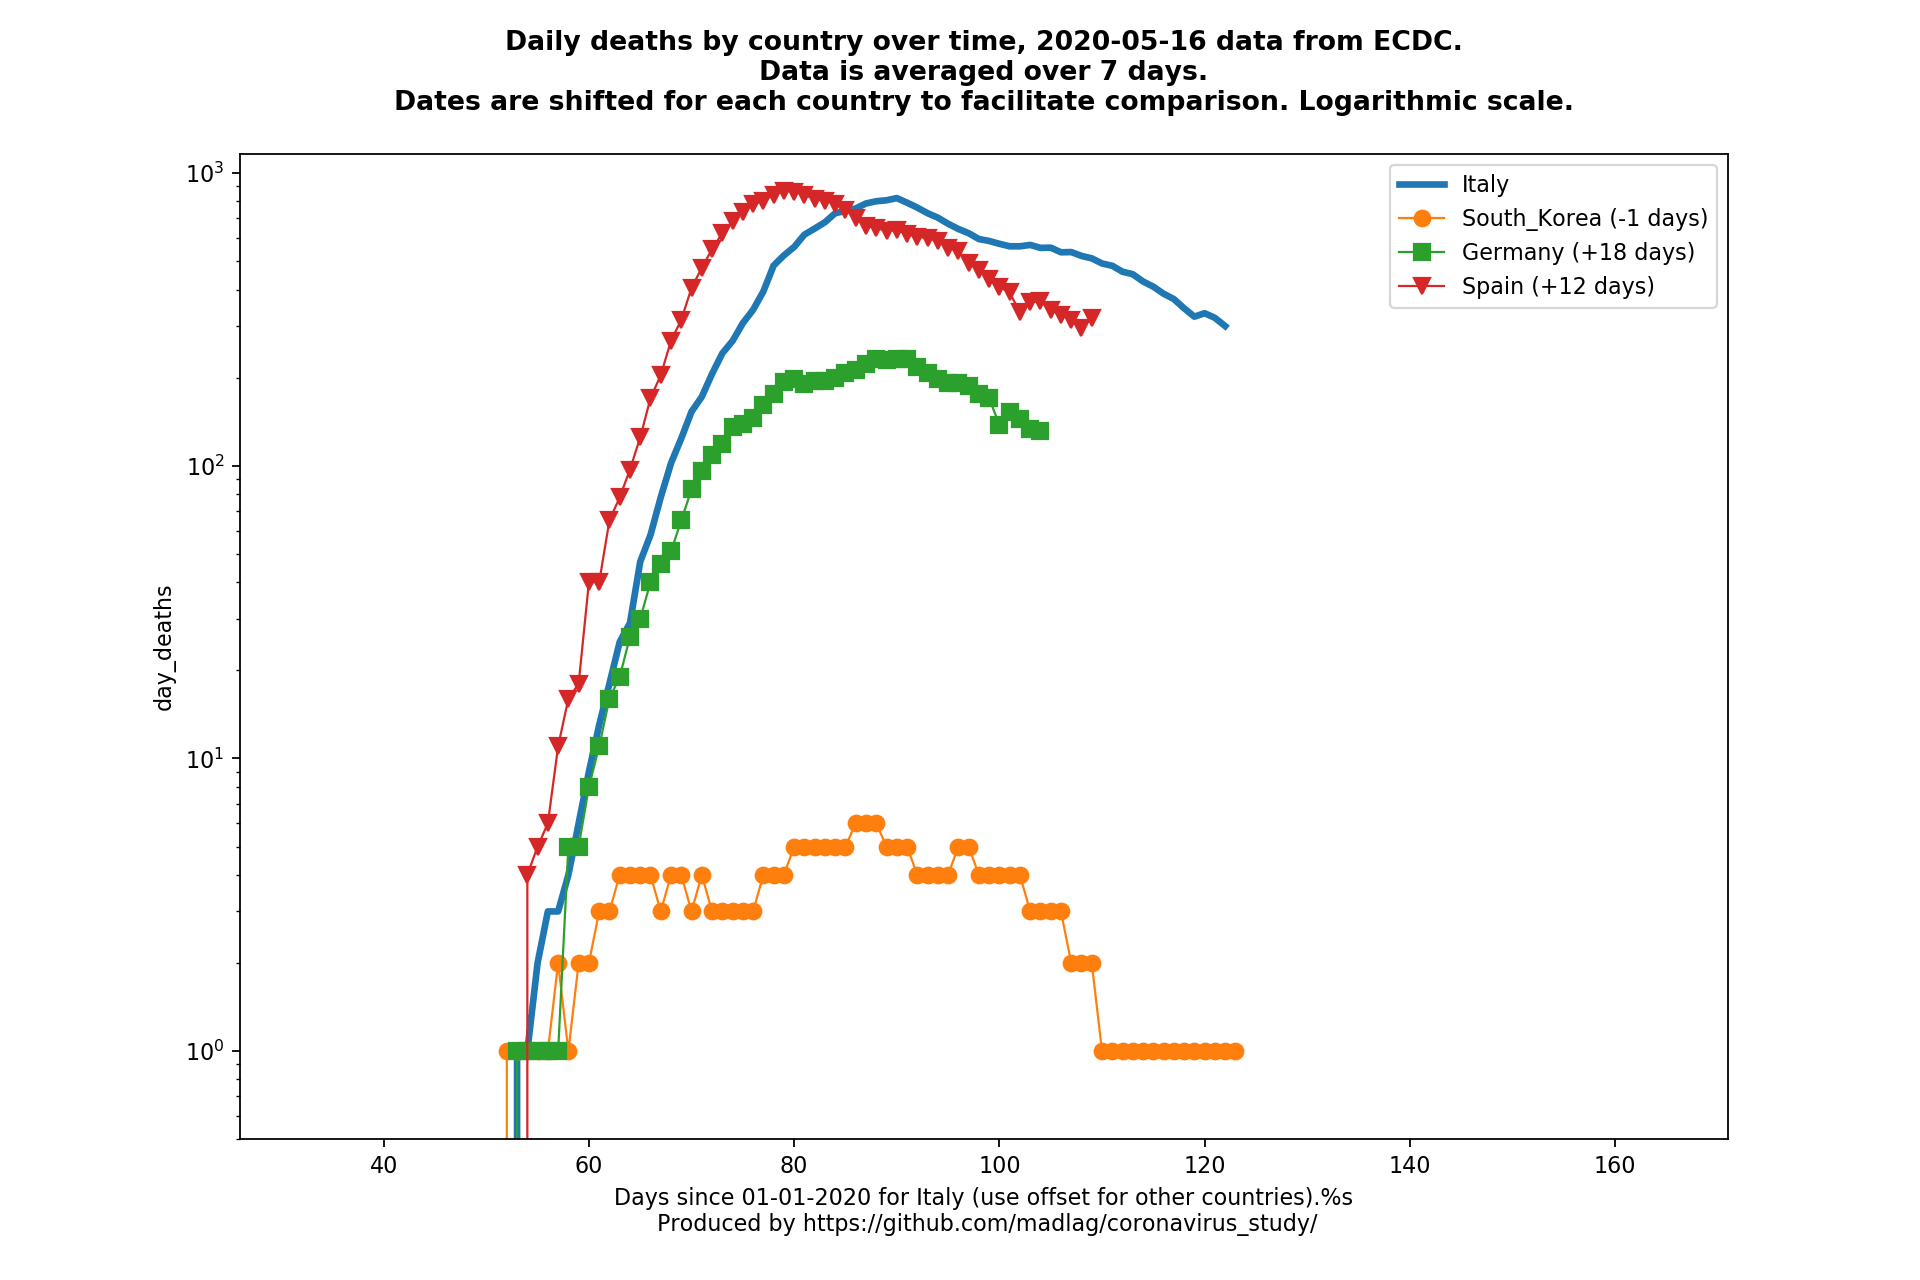 Daily deaths by country over time, 2020-05-16 data from ECDC.
Data is averaged over 7 days.
Dates are shifted for each country to facilitate comparison. Logarithmic scale.
10³
10²
10¹
10⁰
day_deaths
Italy
South_Korea (-1 days)
Germany (+18 days)
Spain (+12 days)
40 60 80 100 120 140 160
Days since 01-01-2020 for Italy (use offset for other countries).%s
Produced by https://github.com/madlag/coronavirus_study/